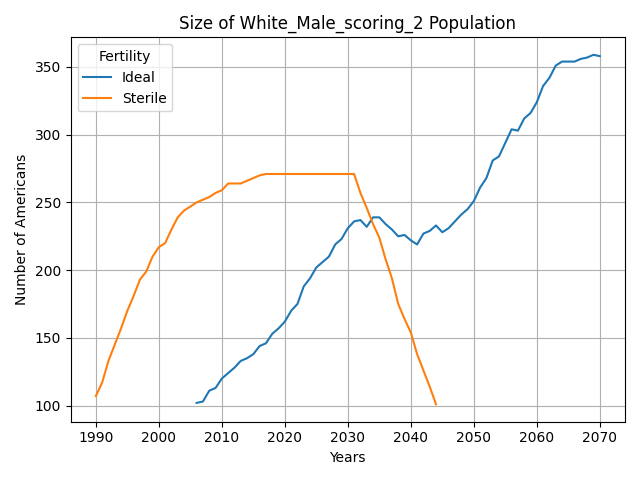 Size of White_Male_scoring_2 Population
Fertility
Ideal
Sterile
Number of Americans
350
300
250
200
150
100
1990 2000 2010 2020 2030 2040 2050 2060 2070
Years